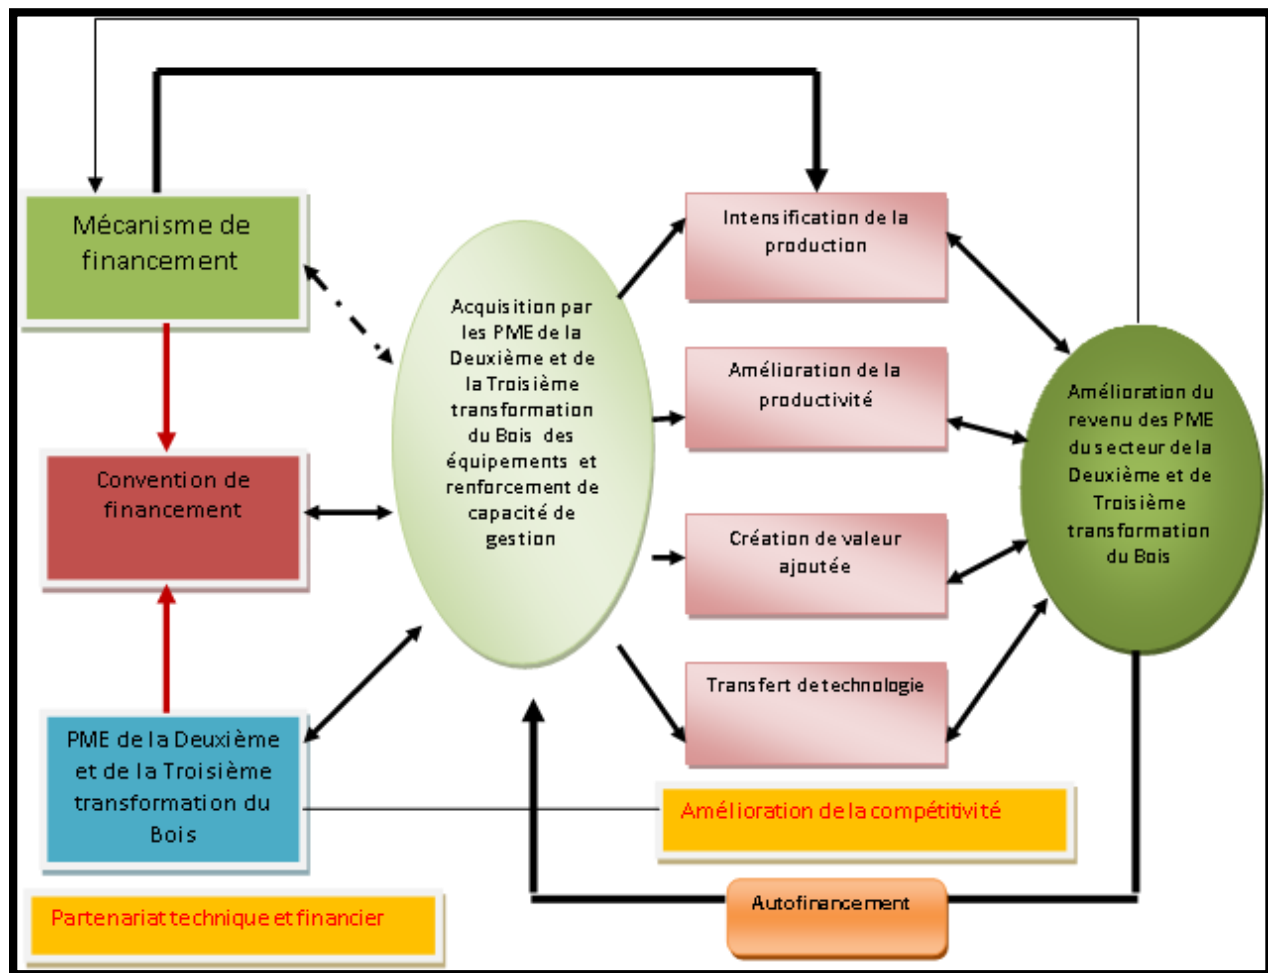 Mécanisme de
financement
Convention de
financement
PME de la Deuxième
et de la Troisième
transformation du
Bois
Partenariat technique et financier
Acquisition par
les PME de la
Deuxième et de
la Troisième
transformation
du Bois des
équipements et
renforcement de
capacité de
gestion
Intensification de la
production
Amélioration de la
productivité
Création de valeur
ajoutée
Transfert de technologie
Amélioration de la compétitivité
Autofinancement
Amélioration du
revenu des PME
du secteur de la
Deuxième et de
Troisième
transformation
du Bois